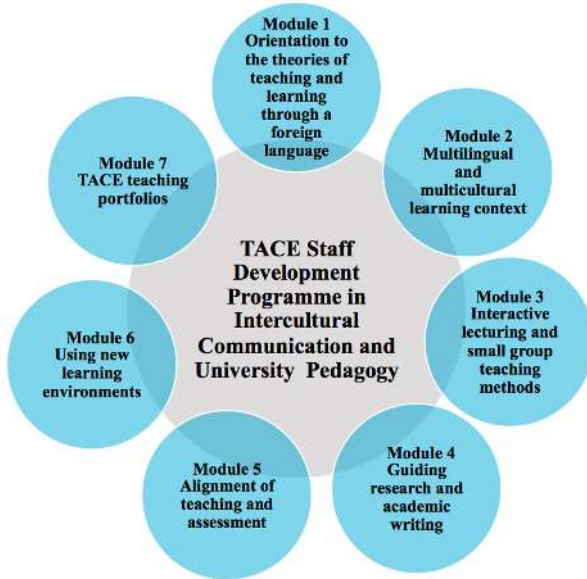 Module 1
Orientation to
the theories of
teaching and
learning
through a
foreign
language
Module 2
Multilingual
and
multicultural
learning context
Module 3
Interactive
lecturing and
small group
teaching
methods
Module 4
Guiding
research and
academic
writing
Module 5
Alignment of
teaching and
assessment
Module 6
Using new
learning
environments
Module 7
TACE teaching
portfolios
TACE Staff
Development
Programme in
Intercultural
Communication and
University Pedagogy